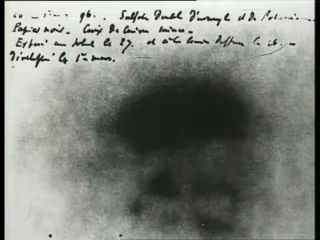 96. Sulfate Double D'uranyle et de Potassium
Papier noir. Croix de Cuivre mince.
Exposé au soleil le 27. et à la lumière diffuse le 26.
Développé le 1er mars.